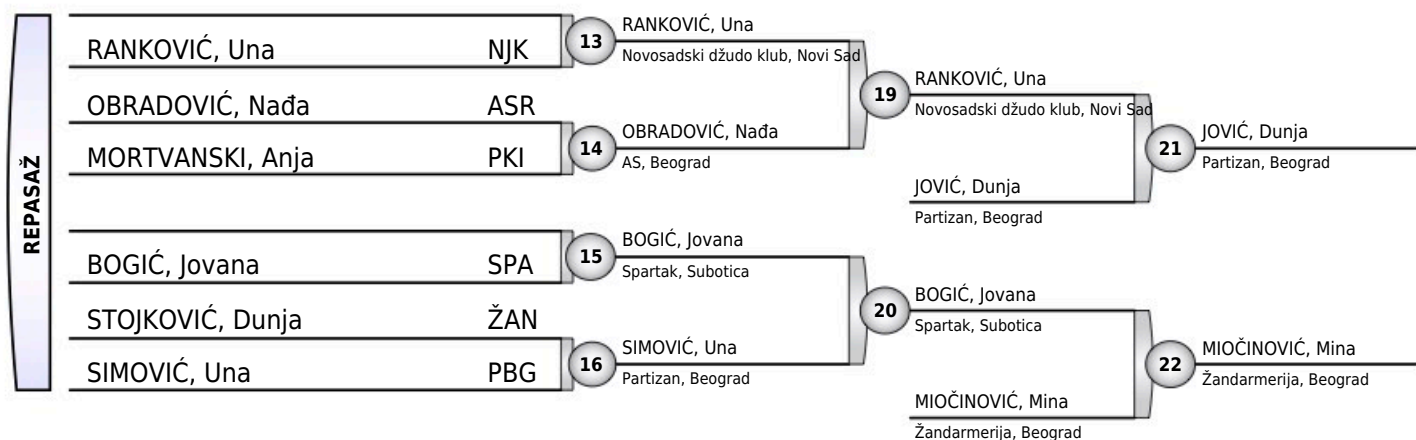 REPASAŽ
RANKOVIĆ, Una NJK
OBRADOVIĆ, Nađa ASR
MORTVANSKI, Anja PKI
BOGIĆ, Jovana SPA
STOJKOVIĆ, Dunja ŽAN
SIMOVIĆ, Una PBG
13
RANKOVIĆ, Una
Novosadski džudo klub, Novi Sad
14
OBRADOVIĆ, Nađa
AS, Beograd
15
BOGIĆ, Jovana
Spartak, Subotica
16
SIMOVIĆ, Una
Partizan, Beograd
19
RANKOVIĆ, Una
Novosadski džudo klub, Novi Sad
JOVIĆ, Dunja
Partizan, Beograd
20
BOGIĆ, Jovana
Spartak, Subotica
MIOČINOVIĆ, Mina
Žandarmerija, Beograd
21
JOVIĆ, Dunja
Partizan, Beograd
22
MIOČINOVIĆ, Mina
Žandarmerija, Beograd